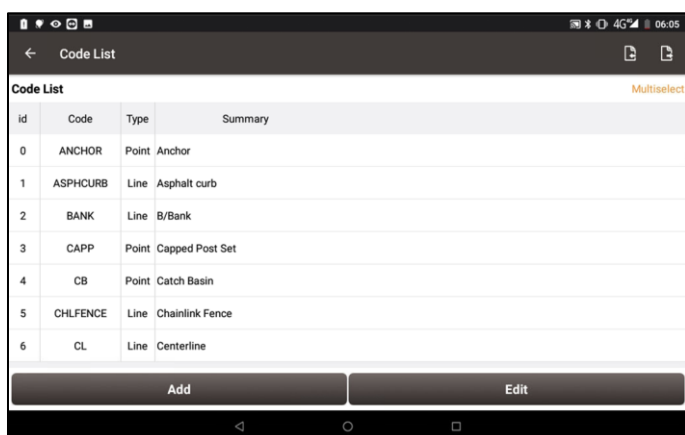 4G 06:05
Code List
Code List Multiselect
id Code Type Summary
0 ANCHOR Point Anchor
1 ASPHCURB Line Asphalt curb
2 BANK Line B/Bank
3 CAPP Point Capped Post Set
4 CB Point Catch Basin
5 CHLFENCE Line Chainlink Fence
6 CL Line Centerline
Add Edit